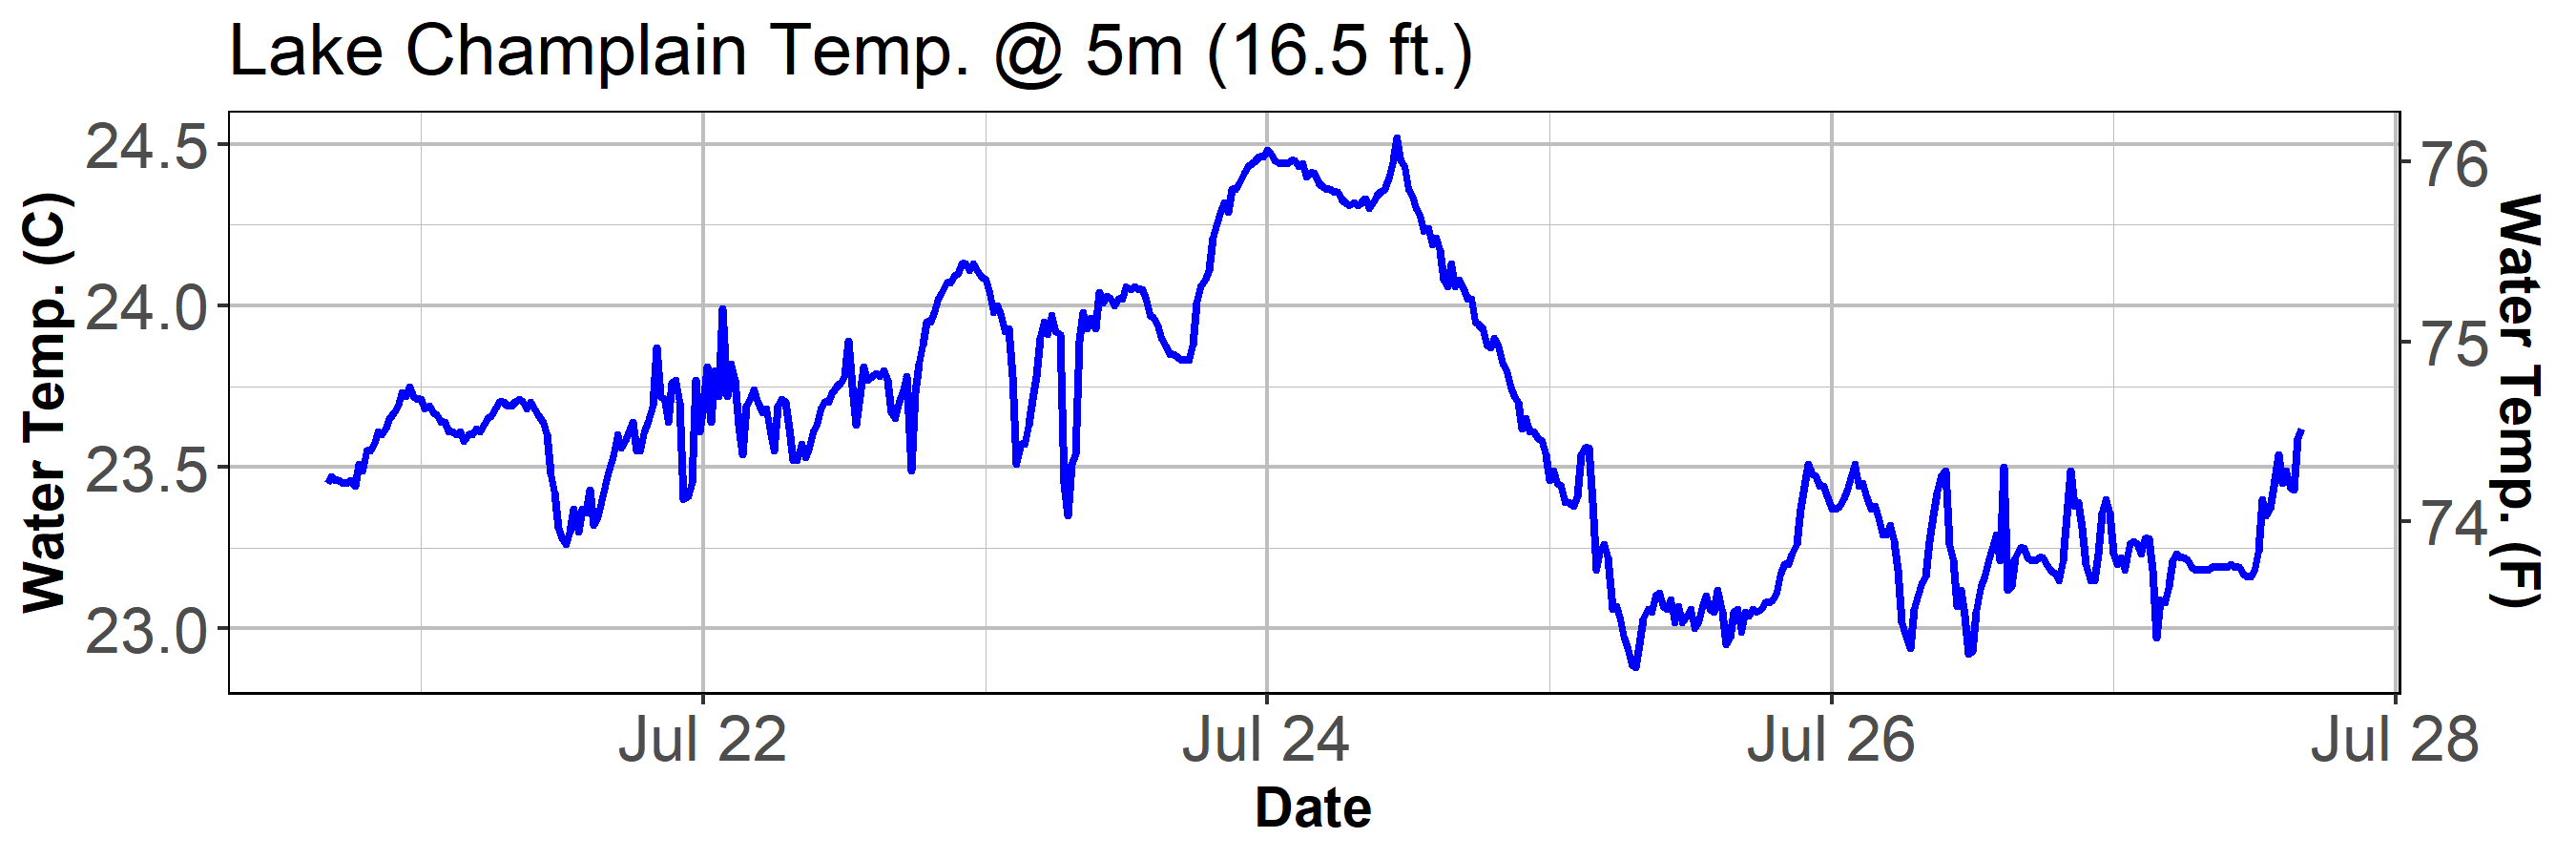 Lake Champlain Temp. @ 5m (16.5 ft.)
Water Temp. (C)
24.5
24.0
23.5
23.0
76
75
74
Water Temp. (F)
Jul 22 Jul 24 Jul 26 Jul 28
Date